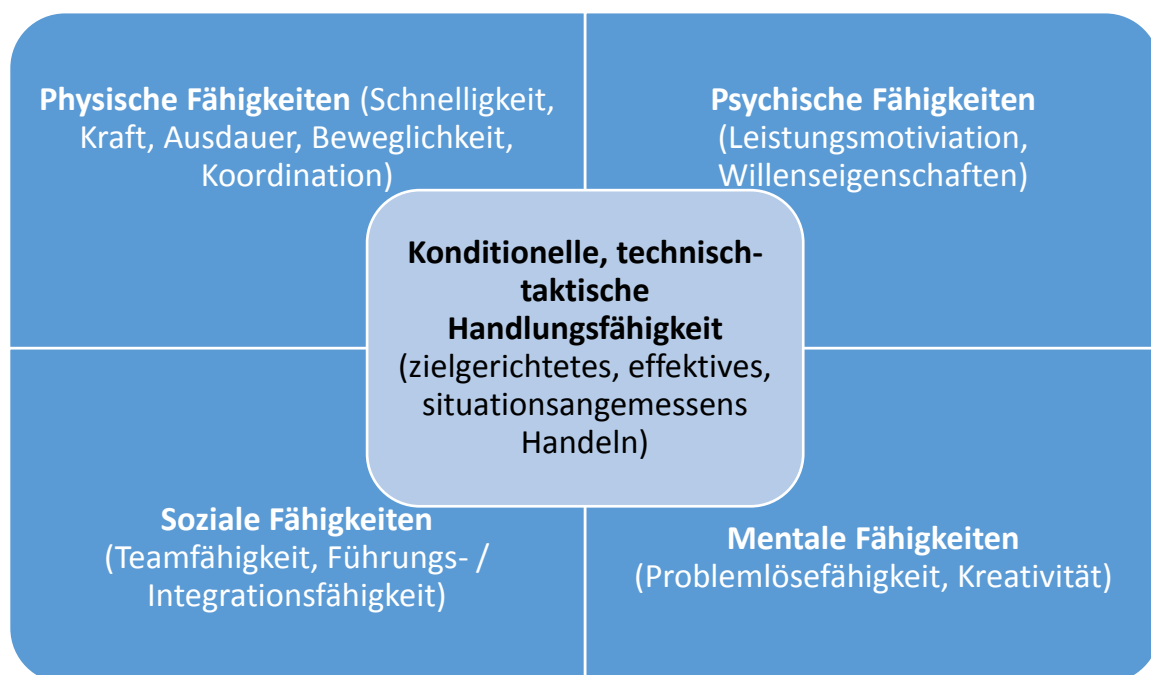 Physische Fähigkeiten (Schnelligkeit,
Kraft, Ausdauer, Beweglichkeit,
Koordination)
Psychische Fähigkeiten
(Leistungsmotiviation,
Willenseigenschaften)
Konditionelle, technisch-
taktische
Handlungsfähigkeit
(zielgerichtetes, effektives,
situationsangemessens
Handeln)
Soziale Fähigkeiten
(Teamfähigkeit, Führungs- /
Integrationsfähigkeit)
Mentale Fähigkeiten
(Problemlösefähigkeit, Kreativität)